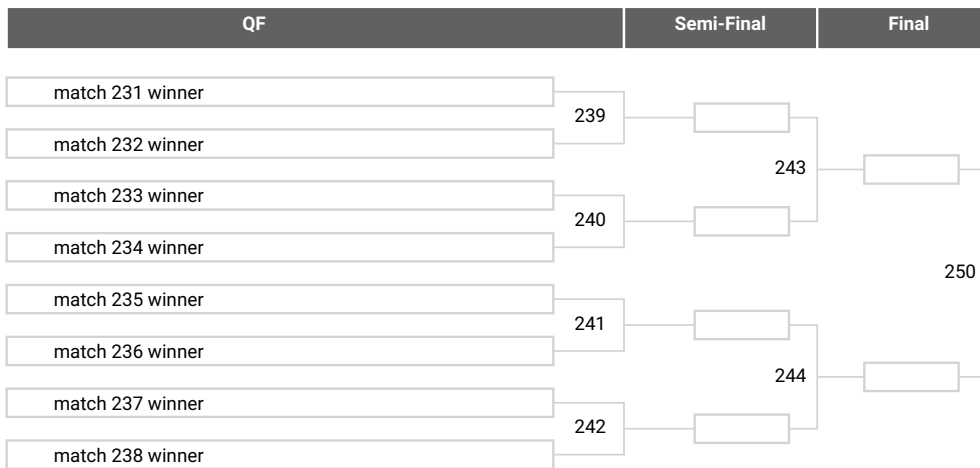 QF Semi-Final Final
match 231 winner
239
match 232 winner
243
match 233 winner
240
match 234 winner
250
match 235 winner
241
match 236 winner
244
match 237 winner
242
match 238 winner